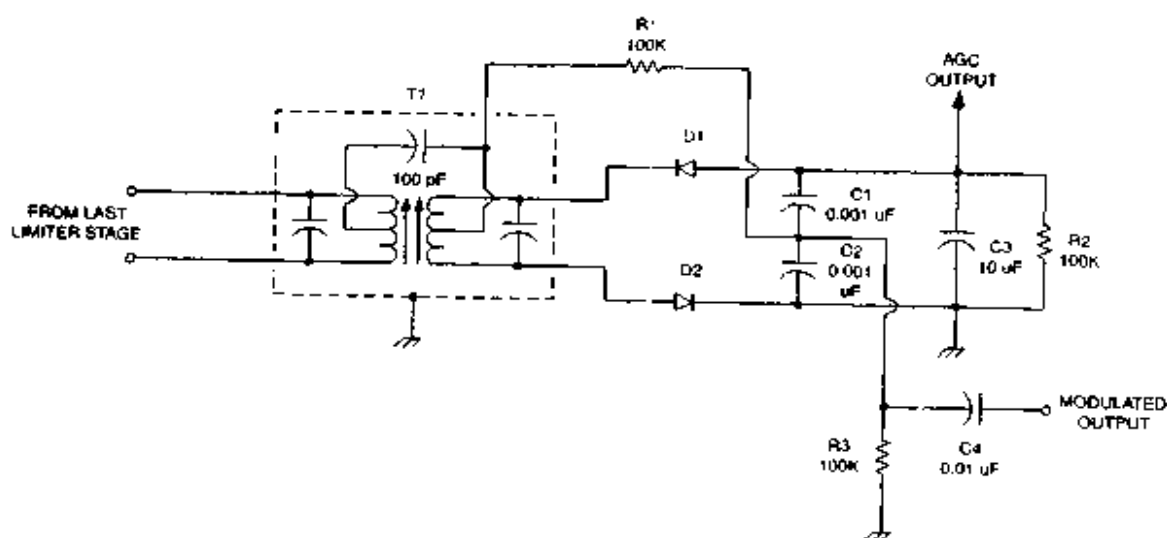 R1
100K
AGC
OUTPUT
T7
D1
100 pF
C1
0.001 uF
FROM LAST
LIMITER STAGE
C2
0.001
uF
C3
10 uF
R2
100K
D2
MODULATED
OUTPUT
R3
100K
C4
0.01 uF